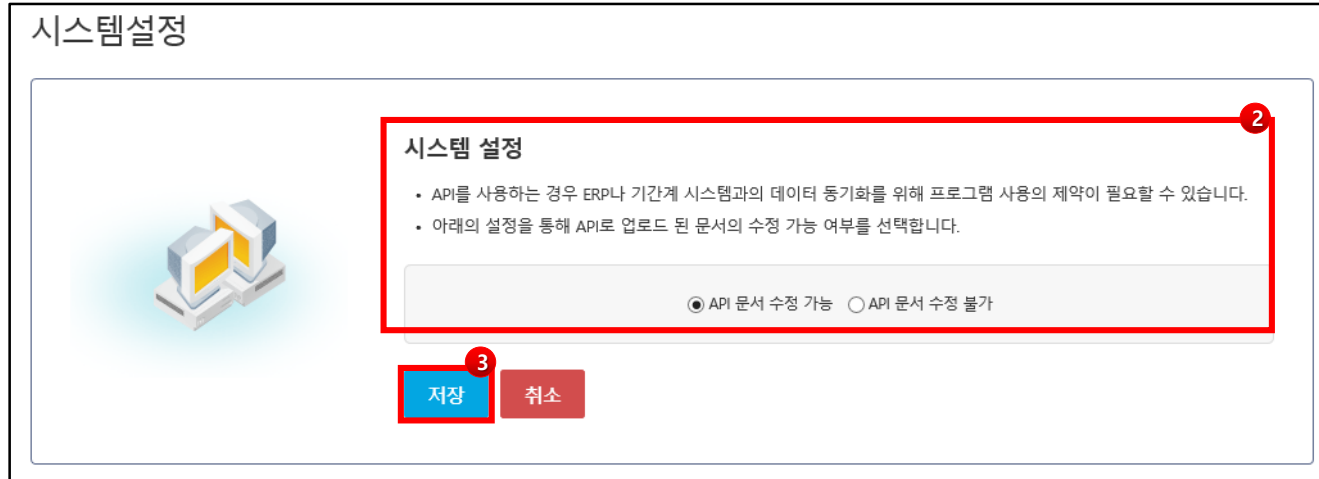 시스템설정
2
시스템 설정
• API를 사용하는 경우 ERP나 기간계 시스템과의 데이터 동기화를 위해 프로그램 사용의 제약이 필요할 수 있습니다.
• 아래의 설정을 통해 API로 업로드 된 문서의 수정 가능 여부를 선택합니다.
API 문서 수정 가능 API 문서 수정 불가
3
저장 취소